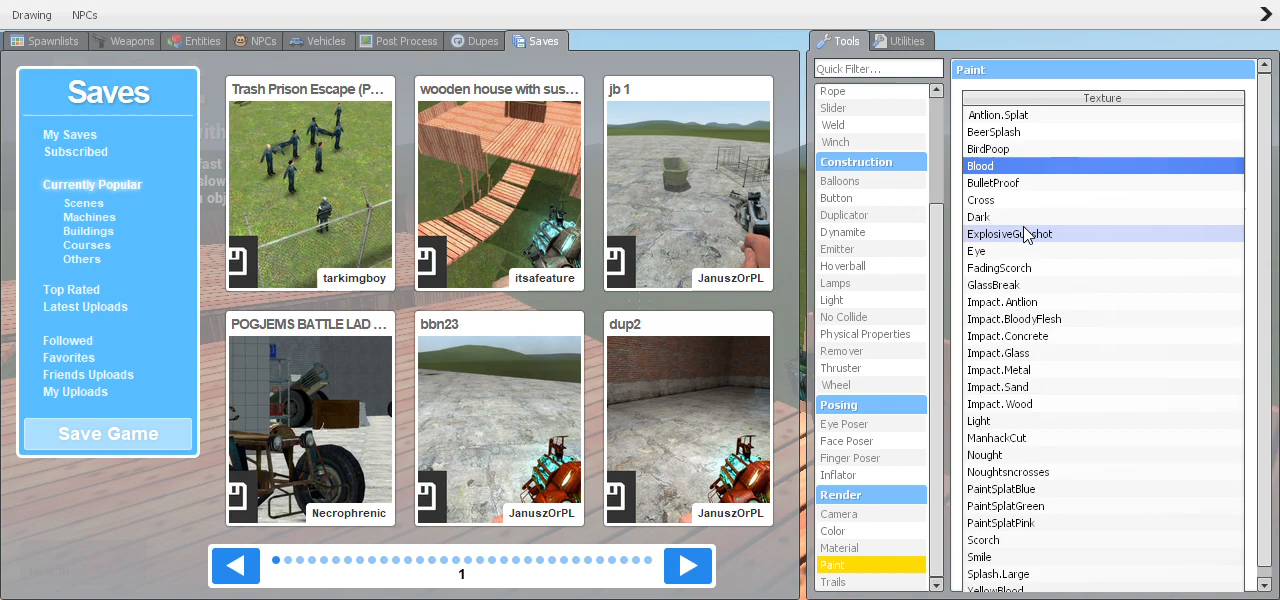 Drawing NPCs
Spawnlists Weapons Entities NPCs Vehicles Post Process Dupes Saves
Saves
My Saves
Subscribed
Currently Popular
Scenes
Machines
Buildings
Courses
Others
Top Rated
Latest Uploads
Followed
Favorites
Friends Uploads
My Uploads
Save Game
Trash Prison Escape (P...
tarkimgboy
wooden house with sus...
itsafeature
jb 1
JanuszOrPL
POGJEMS BATTLE LAD ...
Necrophrenic
bbn23
JanuszOrPL
dup2
JanuszOrPL
1
Tools Utilities
Quick Filter...
Rope
Slider
Weld
Winch
Construction
Balloons
Button
Duplicator
Dynamite
Emitter
Hoverball
Lamps
Light
No Collide
Physical Properties
Remover
Thruster
Wheel
Posing
Eye Poser
Face Poser
Finger Poser
Inflator
Render
Camera
Color
Material
Paint
Trails
Paint
Texture
Antlion.Splat
BeerSplash
BirdPoop
Blood
BulletProof
Cross
Dark
ExplosiveGunshot
Eye
FadingScorch
GlassBreak
Impact.Antlion
Impact.BloodyFlesh
Impact.Concrete
Impact.Glass
Impact.Metal
Impact.Sand
Impact.Wood
Light
ManhackCut
Nought
Noughtsncrosses
PaintSplatBlue
PaintSplatGreen
PaintSplatPink
Scorch
Smile
Splash.Large
YellowBlood